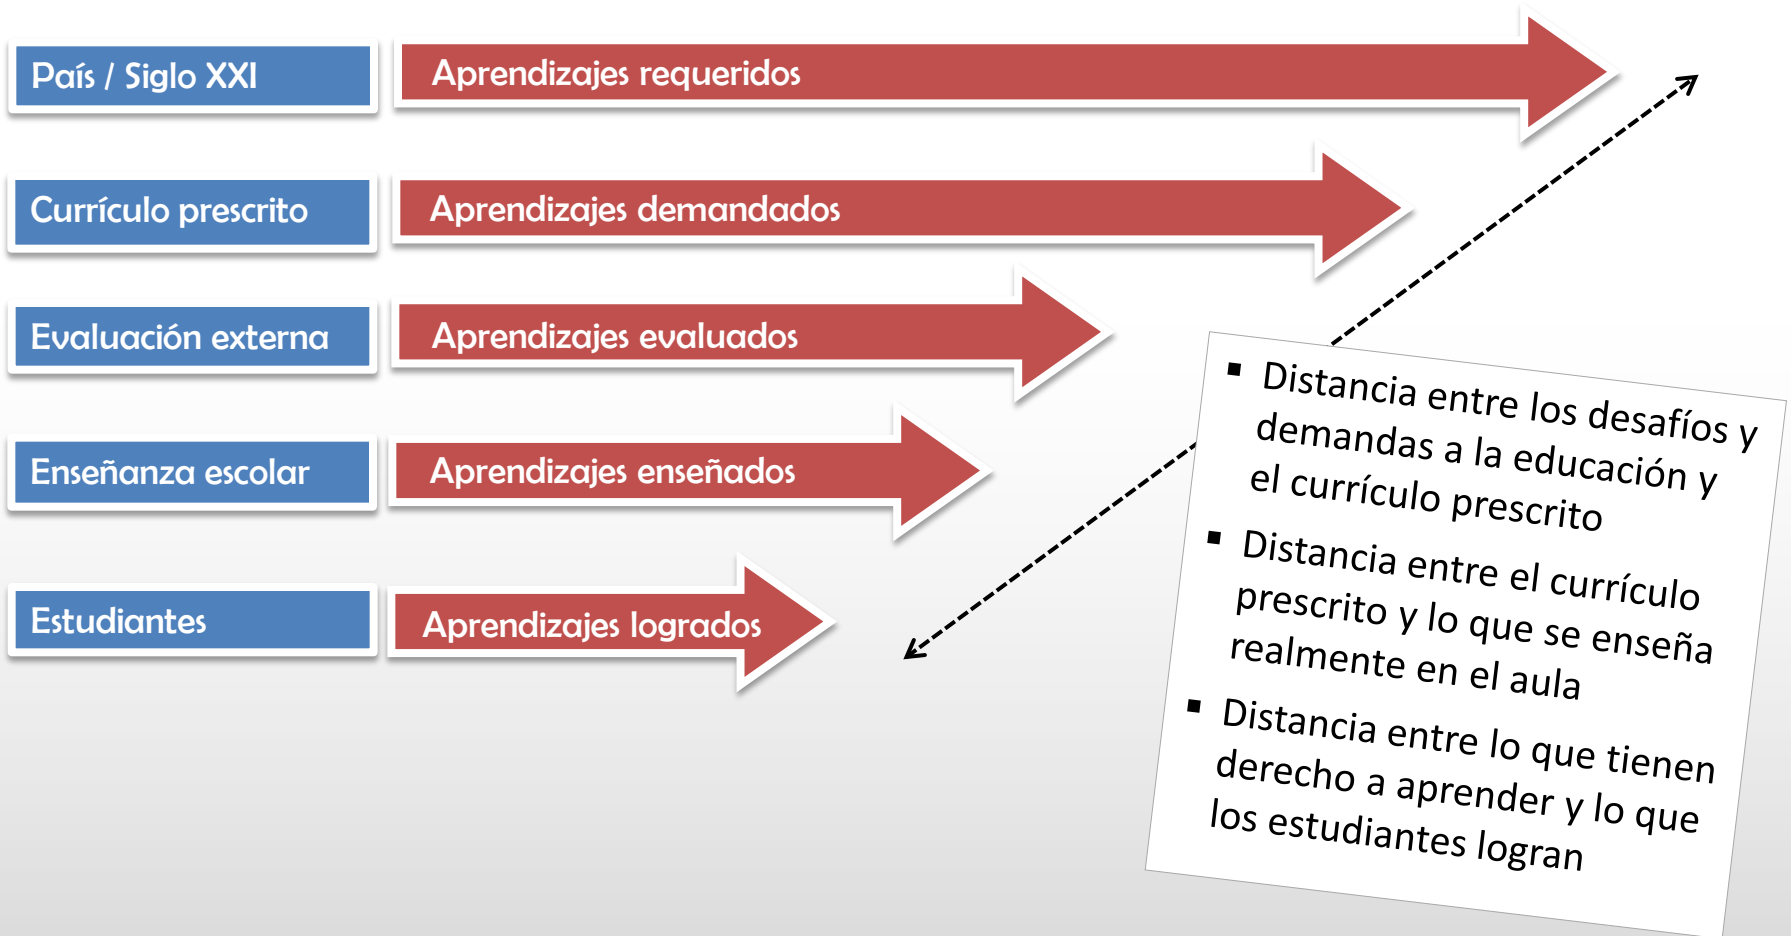 País / Siglo XXI
Aprendizajes requeridos
Currículo prescrito
Aprendizajes demandados
Evaluación externa
Aprendizajes evaluados
Enseñanza escolar
Aprendizajes enseñados
Estudiantes
Aprendizajes logrados
▪ Distancia entre los desafíos y
demandas a la educación y
el currículo prescrito
▪ Distancia entre el currículo
prescrito y lo que se enseña
realmente en el aula
▪ Distancia entre lo que tienen
derecho a aprender y lo que
los estudiantes logran